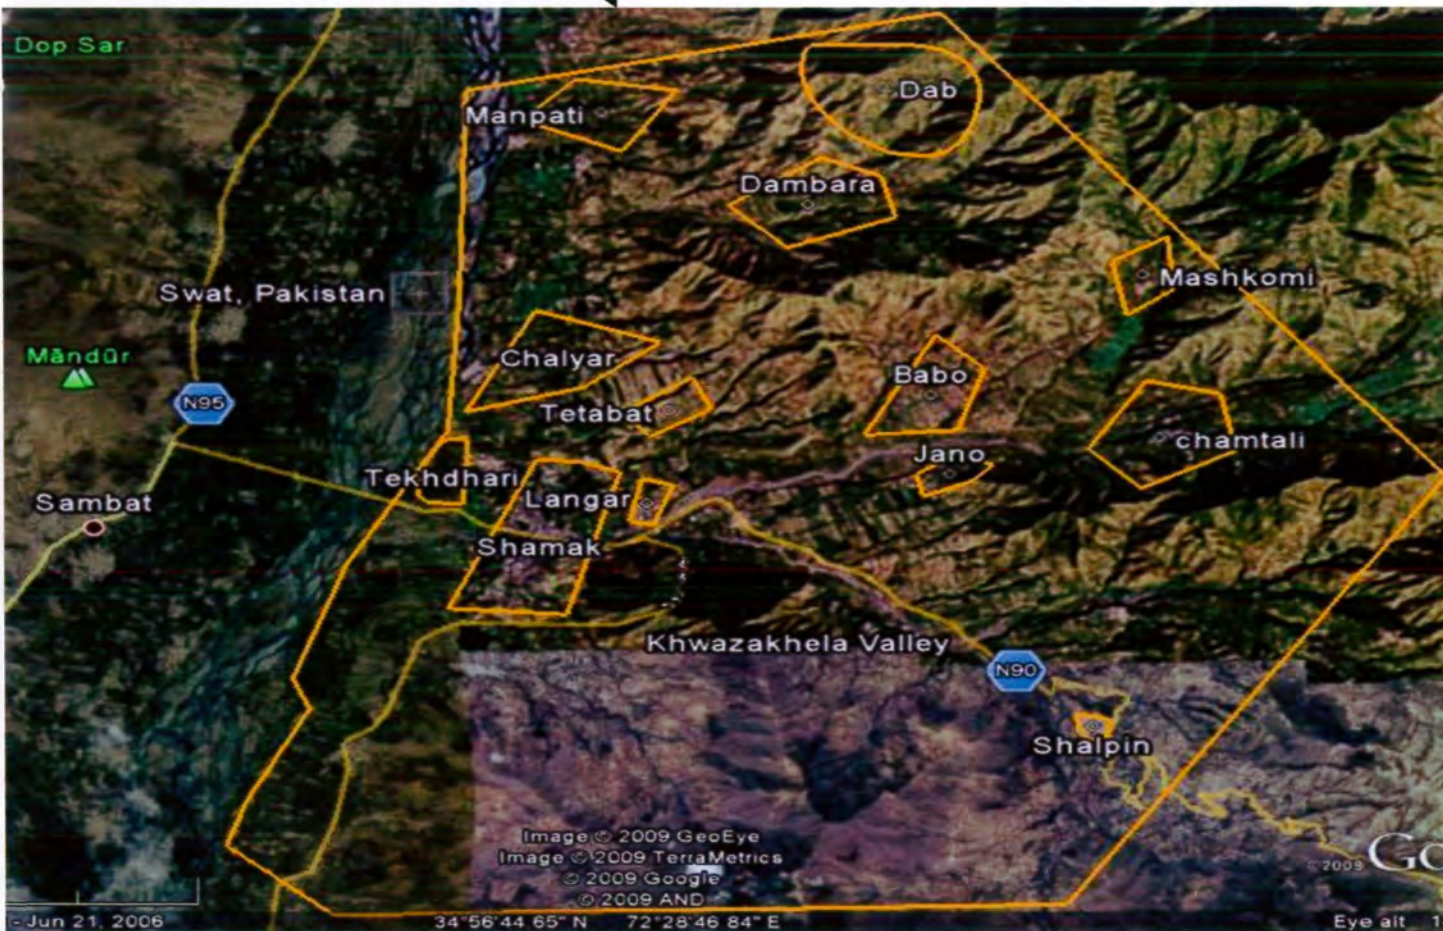 Dop Sar
Dab
Manpati
Dambara
Mashkomi
Swat, Pakistan
Māndūr
Chalyar
Babo
N95
Tetabat
chamtali
Jano
Tekhdhari
Sambat
Langar
Shamak
Khwazakhela Valley
N90
Shalpin
Image © 2009 GeoEye
Image © 2009 TerraMetrics
© 2009 Google
© 2009 AND
© 2009
Go
- Jun 21, 2006
34°56'44.65" N 72°28'46.84" E
Eye alt 1